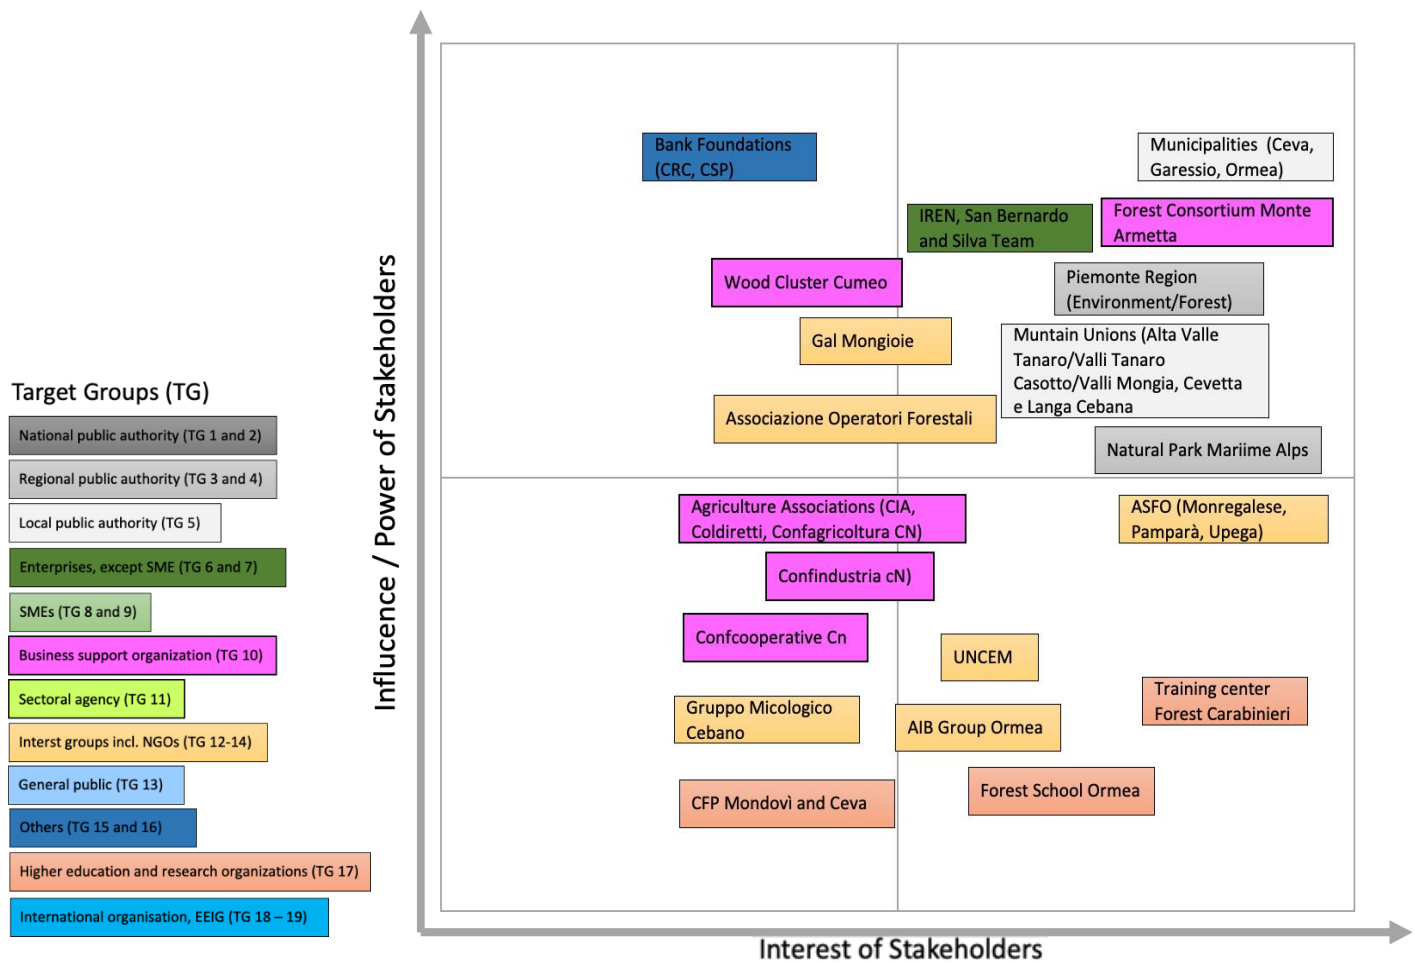 Target Groups (TG)
National public authority (TG 1 and 2)
Regional public authority (TG 3 and 4)
Local public authority (TG 5)
Enterprises, except SME (TG 6 and 7)
SMEs (TG 8 and 9)
Business support organization (TG 10)
Sectoral agency (TG 11)
Interst groups incl. NGOs (TG 12-14)
General public (TG 13)
Others (TG 15 and 16)
Higher education and research organizations (TG 17)
International organisation, EEIG (TG 18 – 19)
Influcence / Power of Stakeholders
Bank Foundations
(CRC, CSP)
Municipalities (Ceva,
Garessio, Ormea)
IREN, San Bernardo
and Silva Team
Forest Consortium Monte
Armetta
Wood Cluster Cumeo
Piemonte Region
(Environment/Forest)
Gal Mongioie
Muntain Unions (Alta Valle
Tanaro/Valli Tanaro
Casotto/Valli Mongia, Cevetta
e Langa Cebana
Associazione Operatori Forestali
Natural Park Mariime Alps
Agriculture Associations (CIA,
Coldiretti, Confagricoltura CN)
ASFO (Monregalese,
Pamparà, Upega)
Confindustria cN)
Confcooperative Cn
UNCEM
Training center
Forest Carabinieri
Gruppo Micologico
Cebano
AIB Group Ormea
CFP Mondovì and Ceva
Forest School Ormea
Interest of Stakeholders